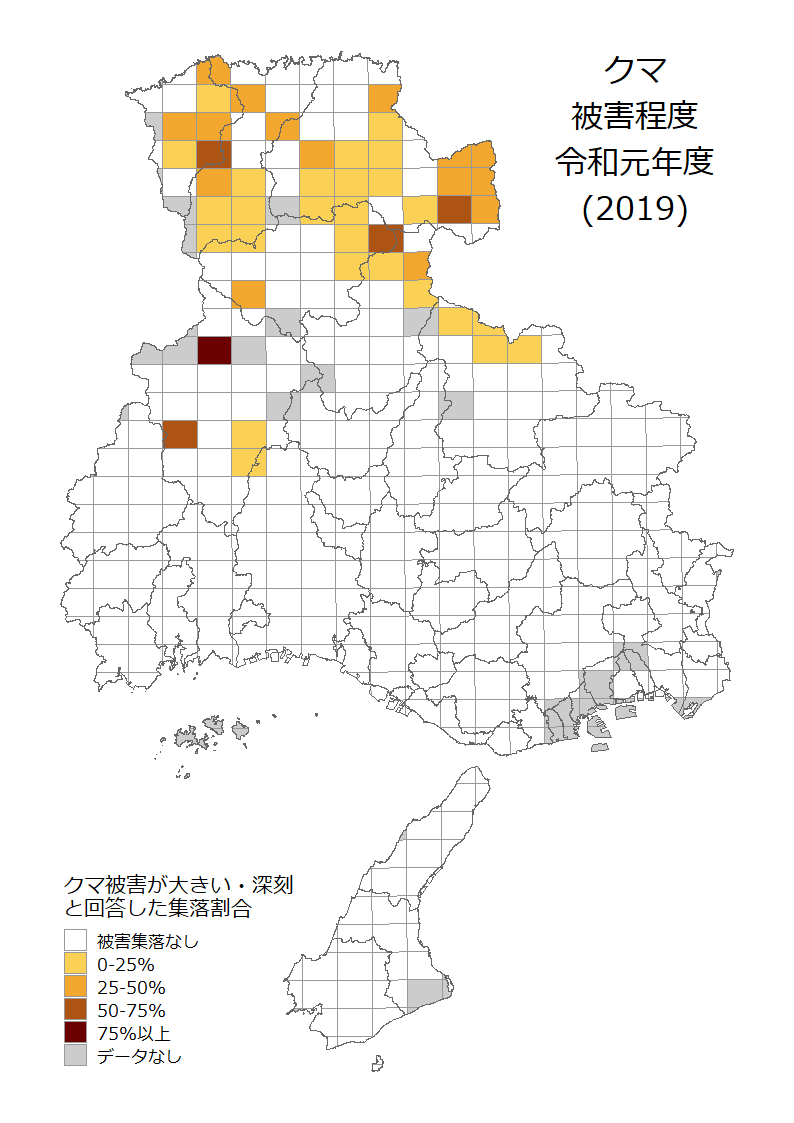 クマ
被害程度
令和元年度
(2019)
クマ被害が大きい・深刻
と回答した集落割合
被害集落なし
0-25%
25-50%
50-75%
75%以上
データなし